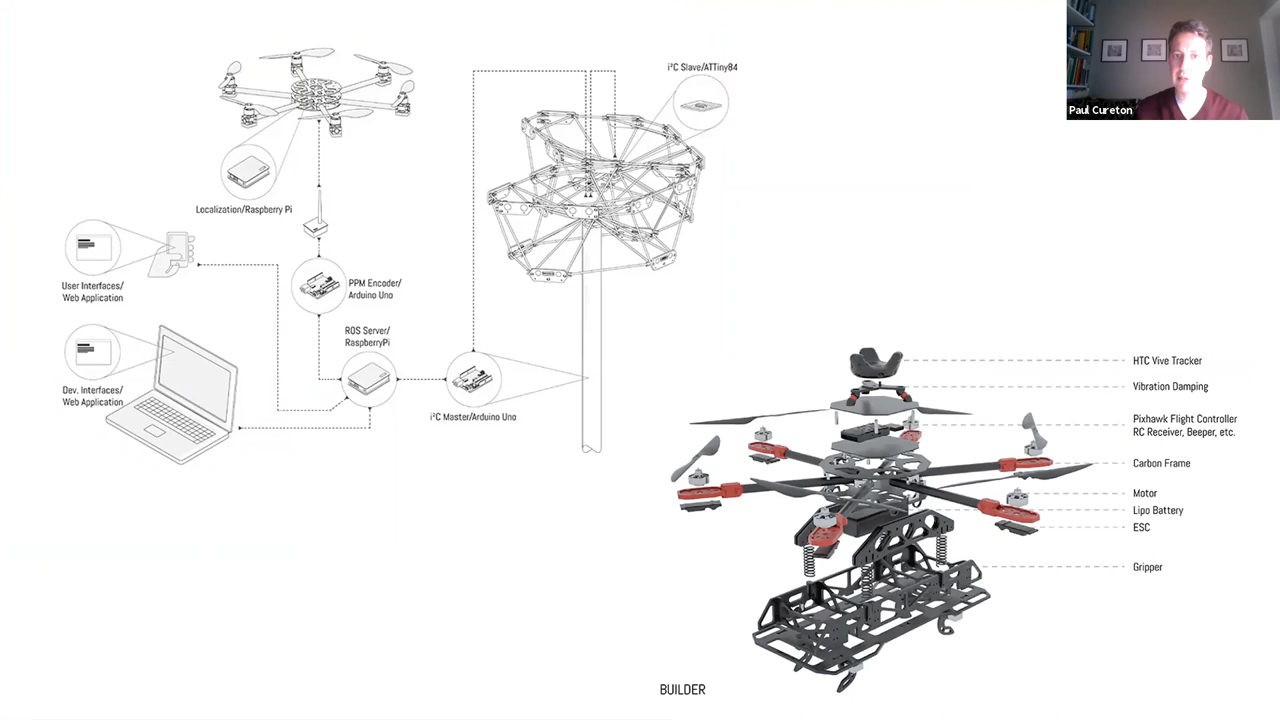 Paul Cureton
i²C Slave/ATTiny84
Localization/Raspberry Pi
User Interfaces/
Web Application
PPM Encoder/
Arduino Uno
ROS Server/
RaspberryPi
Dev. Interfaces/
Web Application
i²C Master/Arduino Uno
HTC Vive Tracker
Vibration Damping
Pixhawk Flight Controller
RC Receiver, Beeper, etc.
Carbon Frame
Motor
Lipo Battery
ESC
Gripper
BUILDER